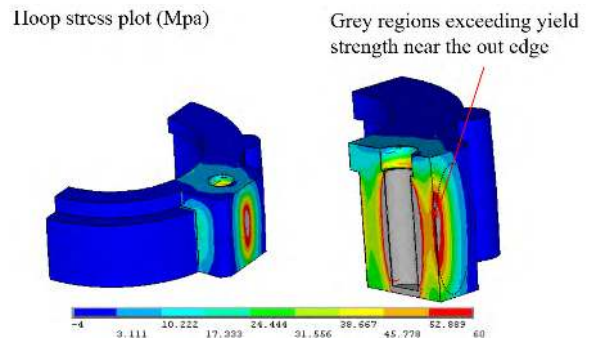 Hoop stress plot (Mpa)
Grey regions exceeding yield
strength near the out edge
-4 10.222 24.444 38.667 52.889
3.111 17.333 31.556 45.778 60